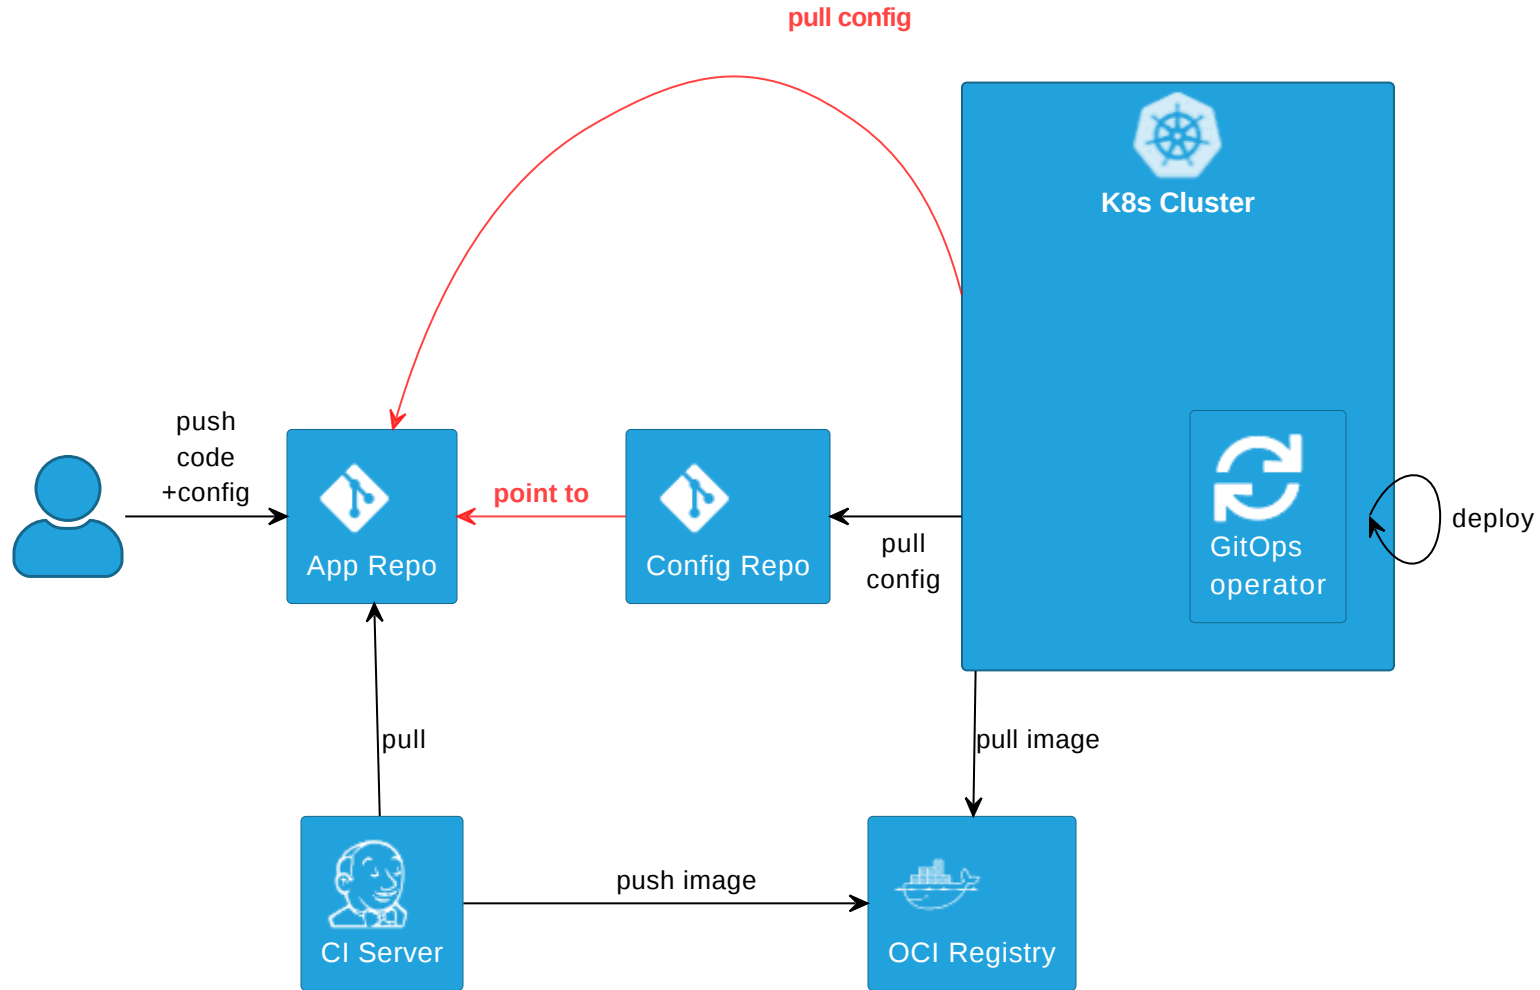 pull config
K8s Cluster
push
code
+config
point to
App Repo
Config Repo
pull
config
GitOps
operator
deploy
pull
pull image
push image
CI Server
OCI Registry